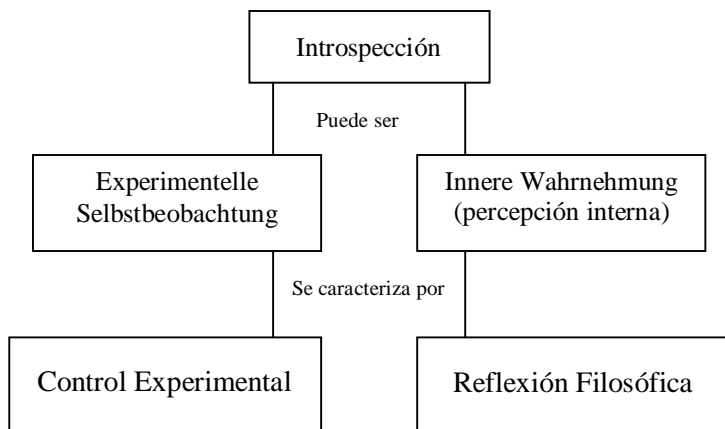 Introspección
Puede ser
Experimentelle
Selbstbeobachtung
Innere Wahrnehmung
(percepción interna)
Se caracteriza por
Control Experimental
Reflexión Filosófica